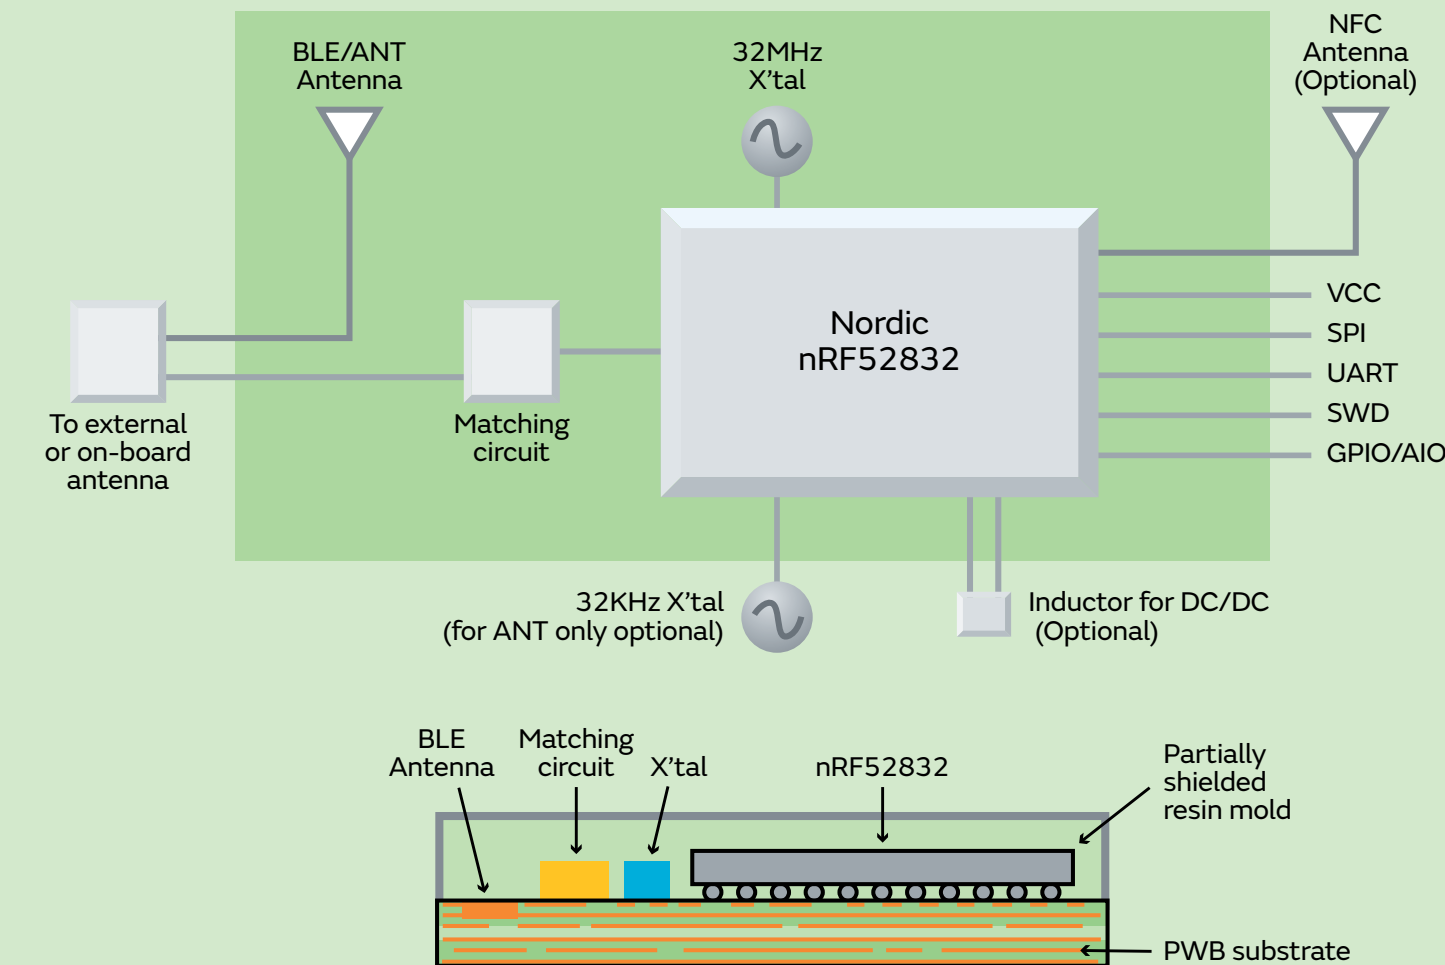 BLE/ANT
Antenna
32MHz
X'tal
NFC
Antenna
(Optional)
Nordic
nRF52832
VCC
SPI
UART
SWD
GPIO/AIO
To external
or on-board
antenna
Matching
circuit
32KHz X'tal
(for ANT only optional)
Inductor for DC/DC
(Optional)
BLE
Antenna
Matching
circuit
X'tal
nRF52832
Partially
shielded
resin mold
PWB substrate